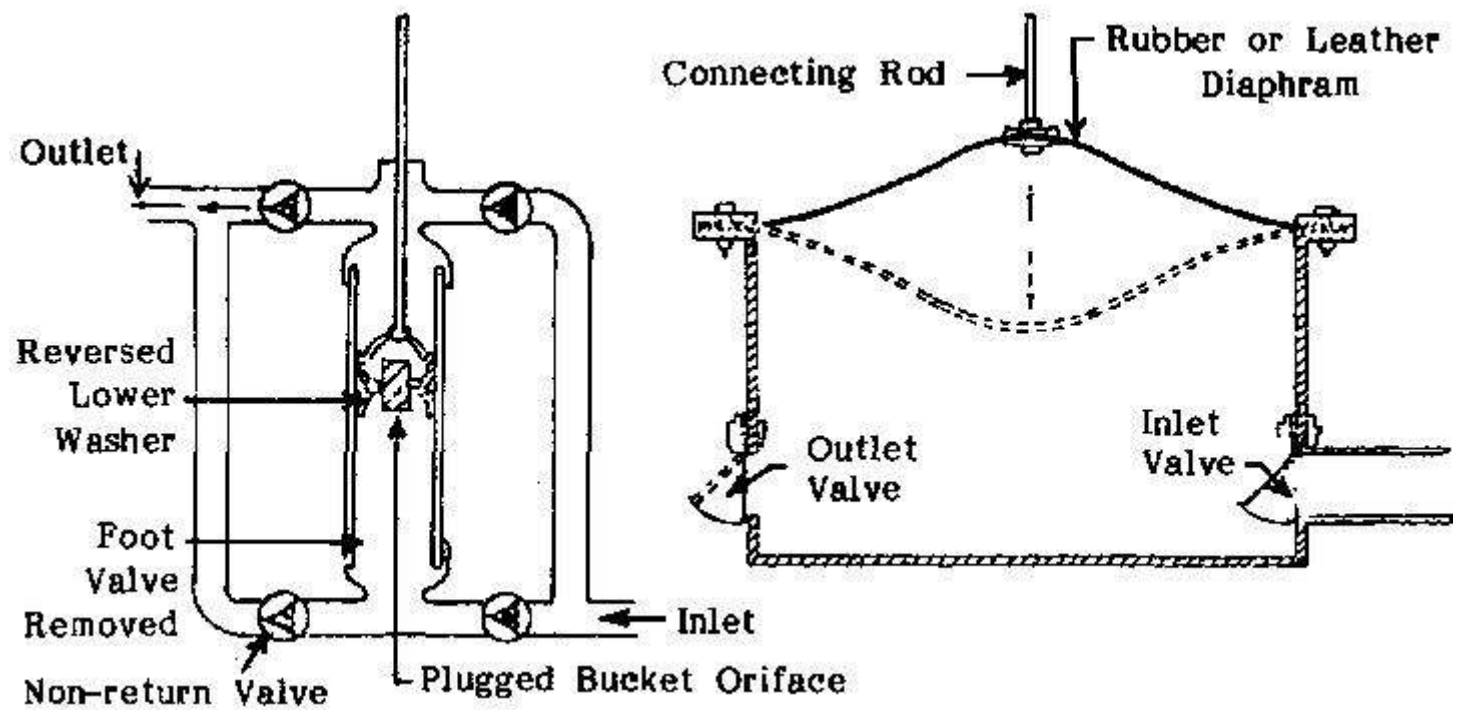 Outlet
Reversed
Lower
Washer
Foot
Valve
Removed
Non-return Valve
Plugged Bucket Oriface
Inlet
Connecting Rod
Rubber or Leather
Diaphram
Outlet
Valve
Inlet
Valve